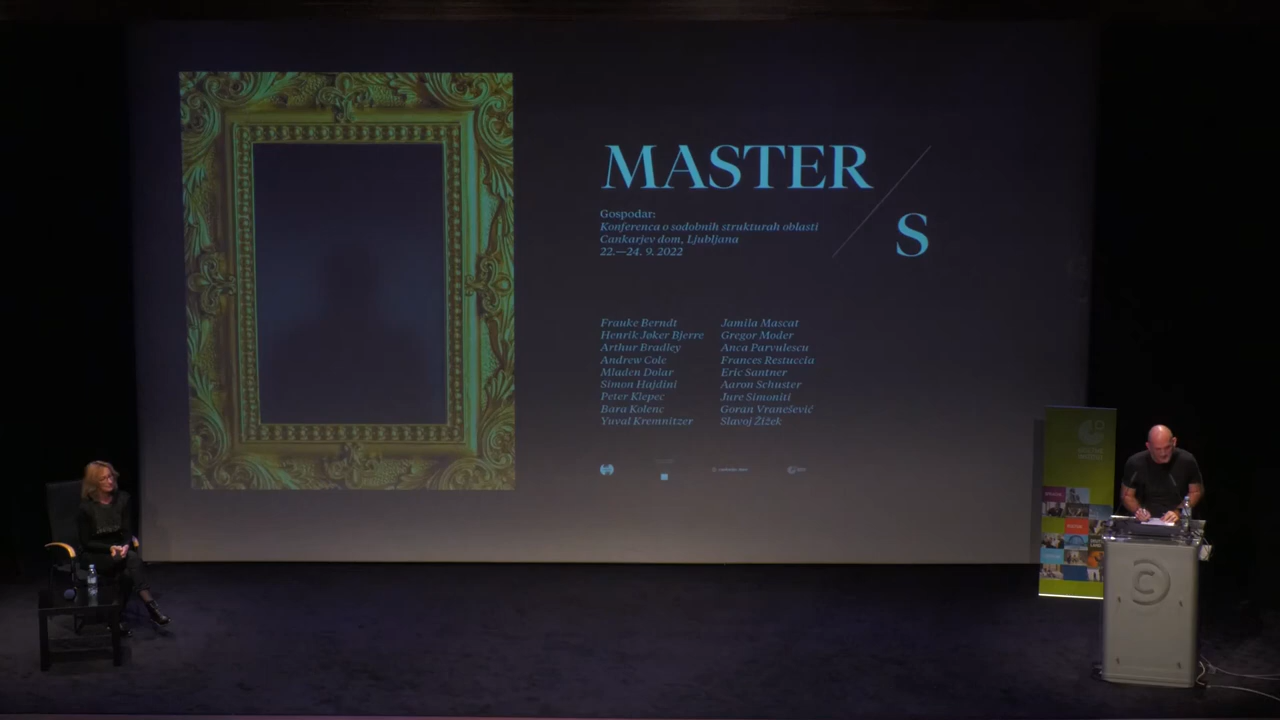 MASTER
S
Gospodar:
Konferenca o sodobnih strukturah oblasti
Cankarjev dom, Ljubljana
22.—24. 9. 2022
Frauke Berndt
Henrik Jøker Bjerre
Arthur Bradley
Andrew Cole
Mladen Dolar
Simon Hajdini
Peter Klepec
Bara Kolenc
Yuval Kremnitzer
Jamila Mascat
Gregor Moder
Anca Parvulescu
Frances Restuccia
Eric Santner
Aaron Schuster
Jure Simoniti
Goran Vranešević
Slavoj Žižek